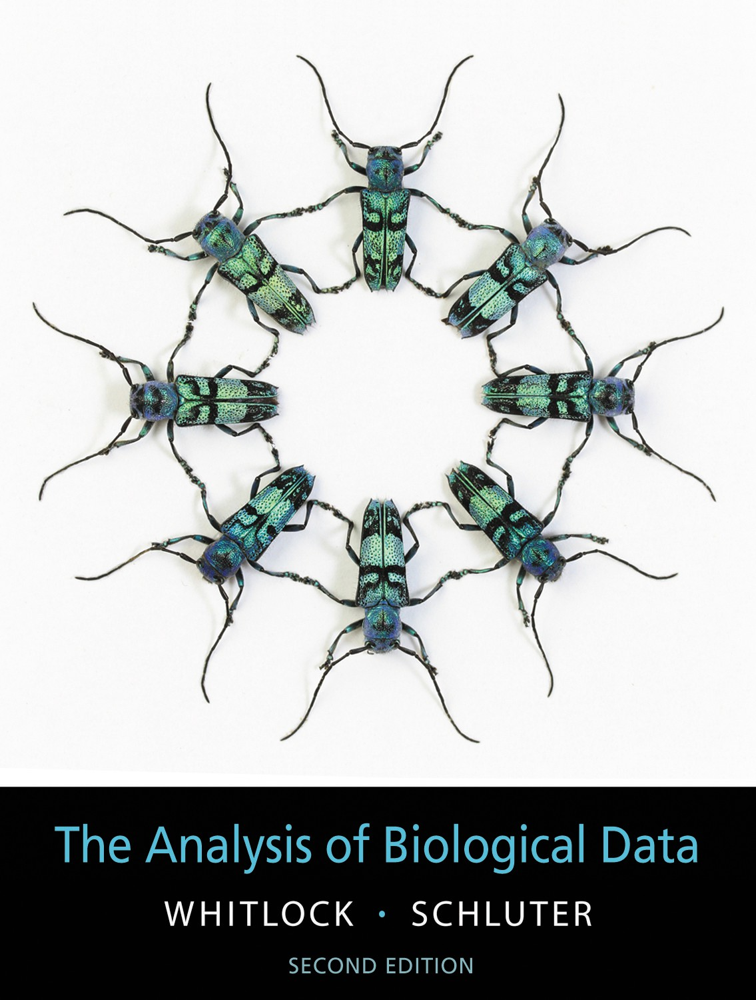 The Analysis of Biological Data
WHITLOCK • SCHLUTER
SECOND EDITION